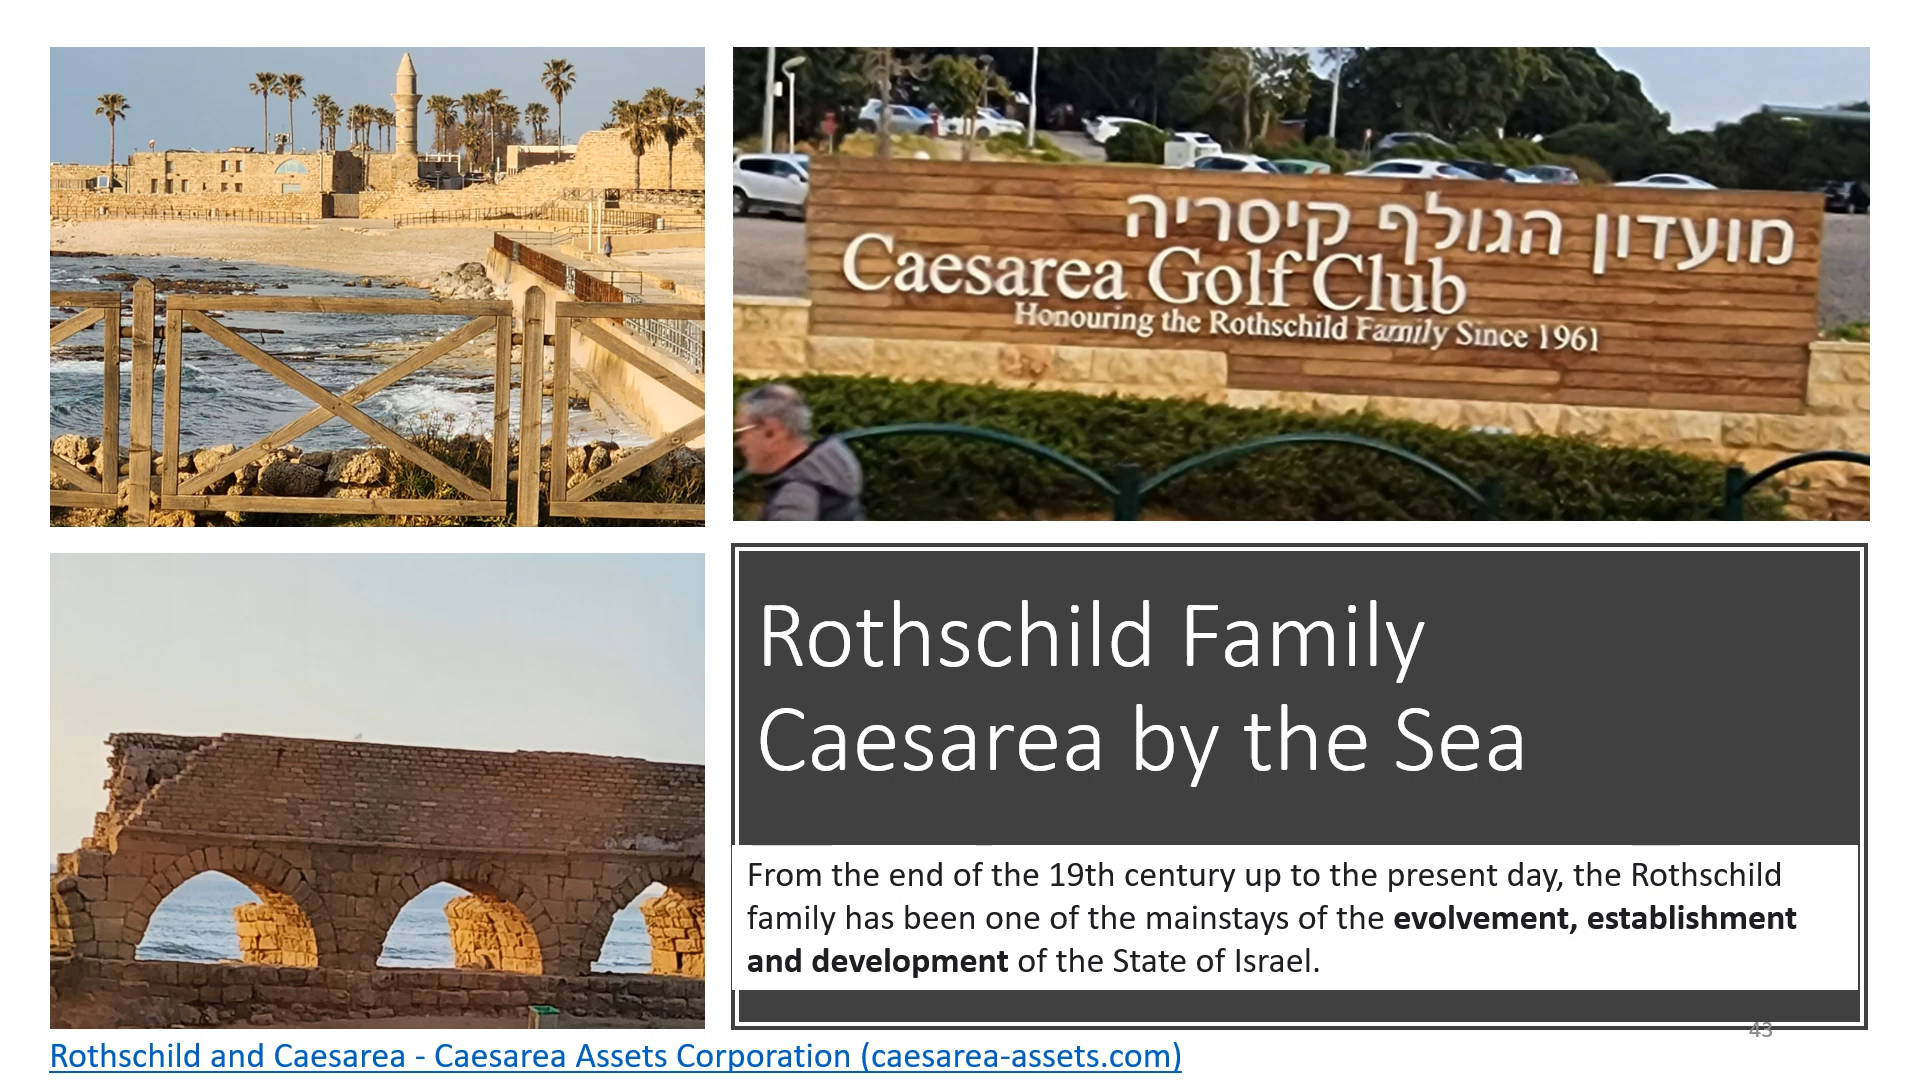 מועדון הגולף קיסריה
Caesarea Golf Club
Honouring the Rothschild Family Since 1961
Rothschild Family
Caesarea by the Sea
From the end of the 19th century up to the present day, the Rothschild
family has been one of the mainstays of the evolvement, establishment
and development of the State of Israel.
43
Rothschild and Caesarea - Caesarea Assets Corporation (caesarea-assets.com)